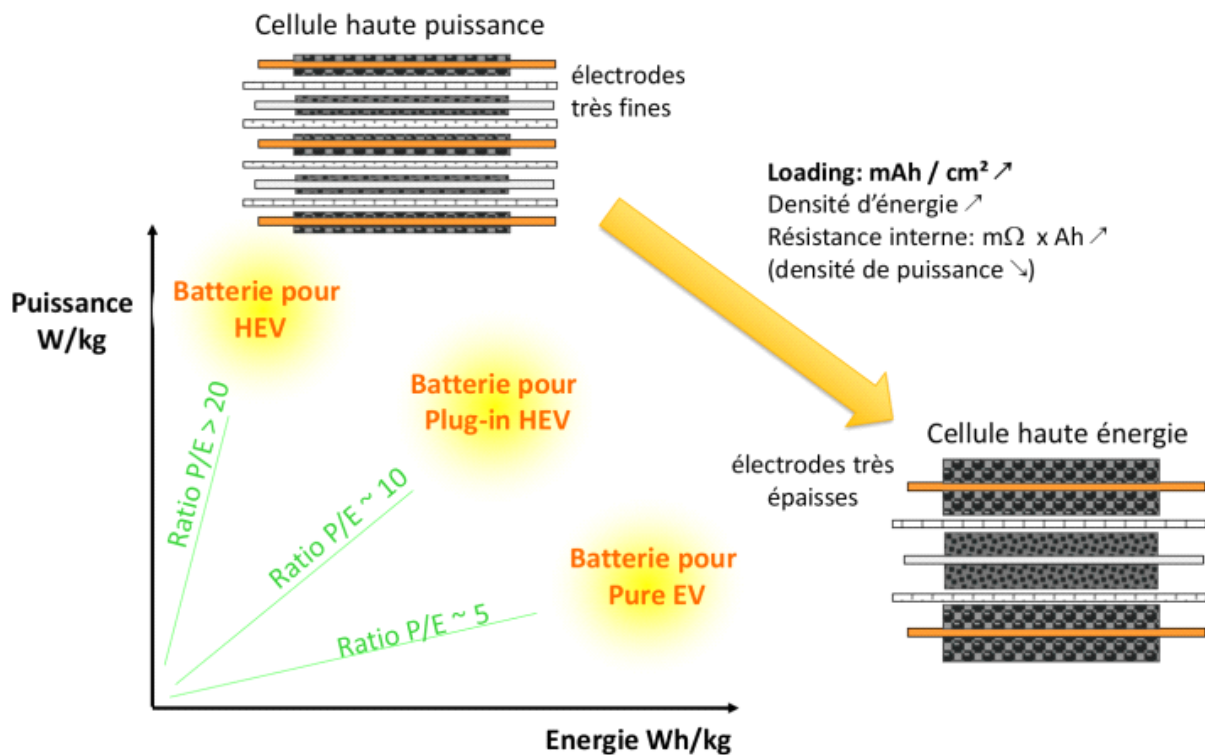 Cellule haute puissance
électrodes
très fines
Loading: mAh / cm² ↗
Densité d'énergie ↗
Résistance interne: mΩ x Ah ↗
(densité de puissance ↘)
Puissance
W/kg
Batterie pour
HEV
Batterie pour
Plug-in HEV
Batterie pour
Pure EV
Ratio P/E > 20
Ratio P/E ~ 10
Ratio P/E ~ 5
Cellule haute énergie
électrodes très
épaisses
Energie Wh/kg